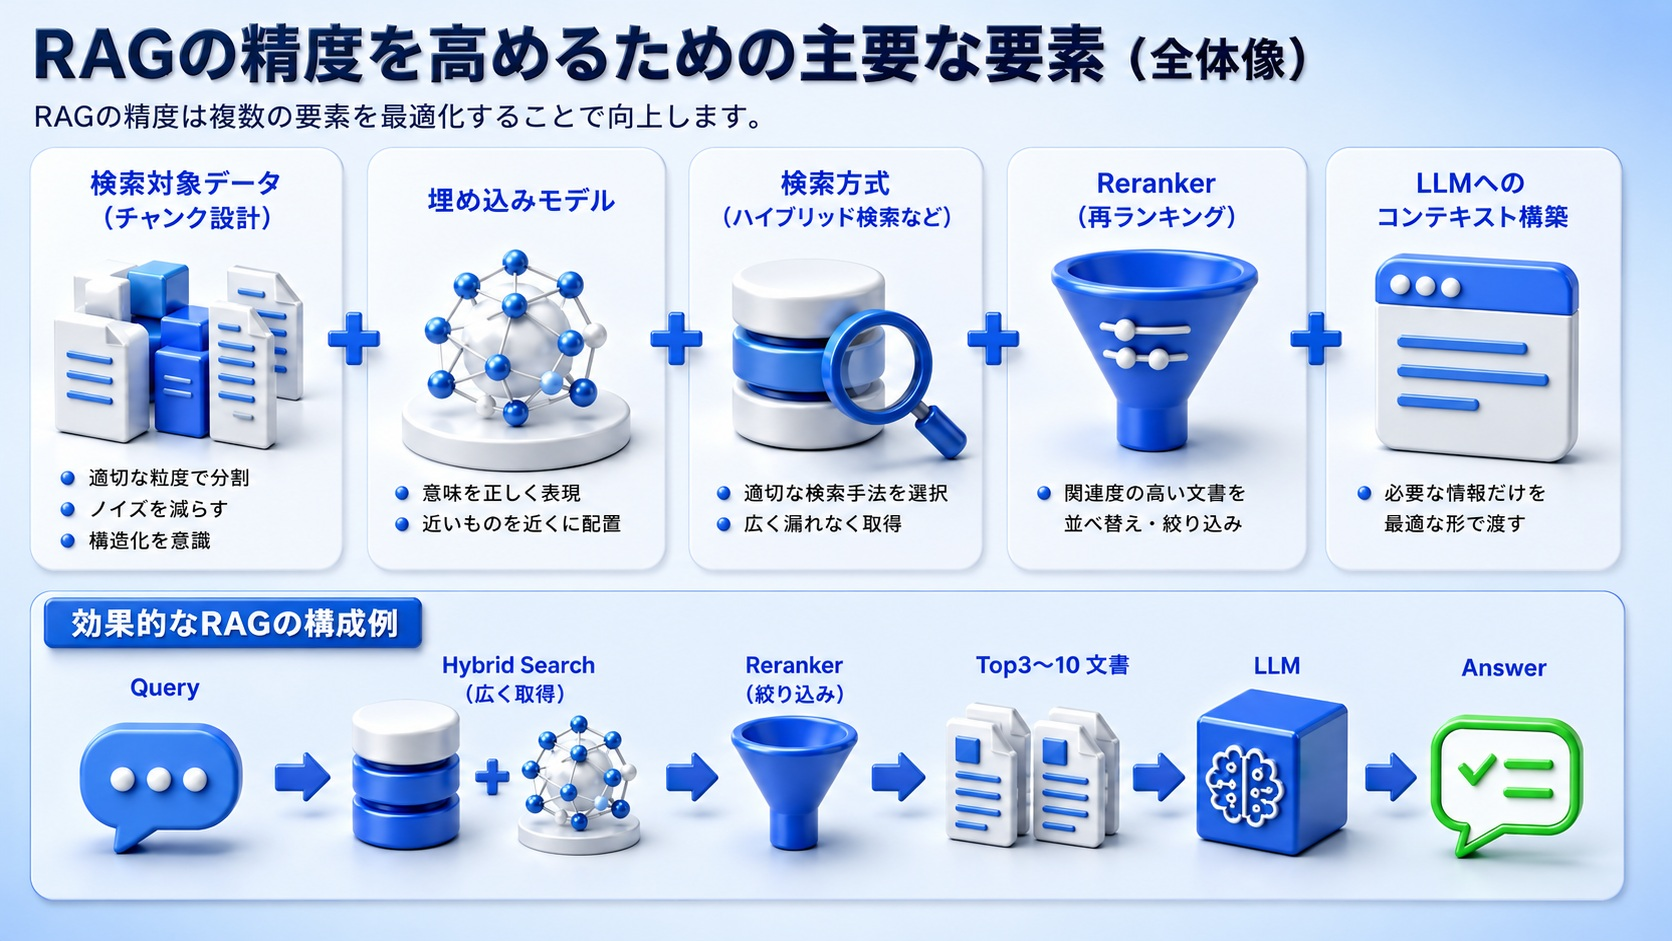 RAGの精度を高めるための主要な要素（全体像）
RAGの精度は複数の要素を最適化することで向上します。
検索対象データ
（チャンク設計）
適切な粒度で分割
ノイズを減らす
構造化を意識
埋め込みモデル
意味を正しく表現
近いものを近くに配置
検索方式
（ハイブリッド検索など）
適切な検索手法を選択
広く漏れなく取得
Reranker
（再ランキング）
関連度の高い文書を
並べ替え・絞り込み
LLMへの
コンテキスト構築
必要な情報だけを
最適な形で渡す
効果的なRAGの構成例
Query
Hybrid Search
（広く取得）
Reranker
（絞り込み）
Top3〜10 文書
LLM
Answer